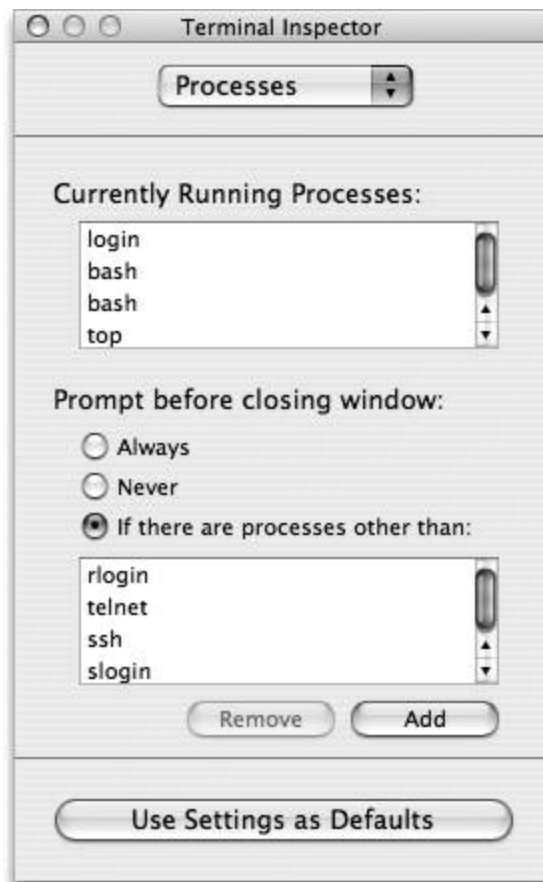 Terminal Inspector
Processes
Currently Running Processes:
login
bash
bash
top
Prompt before closing window:
Always
Never
If there are processes other than:
rlogin
telnet
ssh
slogin
Remove Add
Use Settings as Defaults